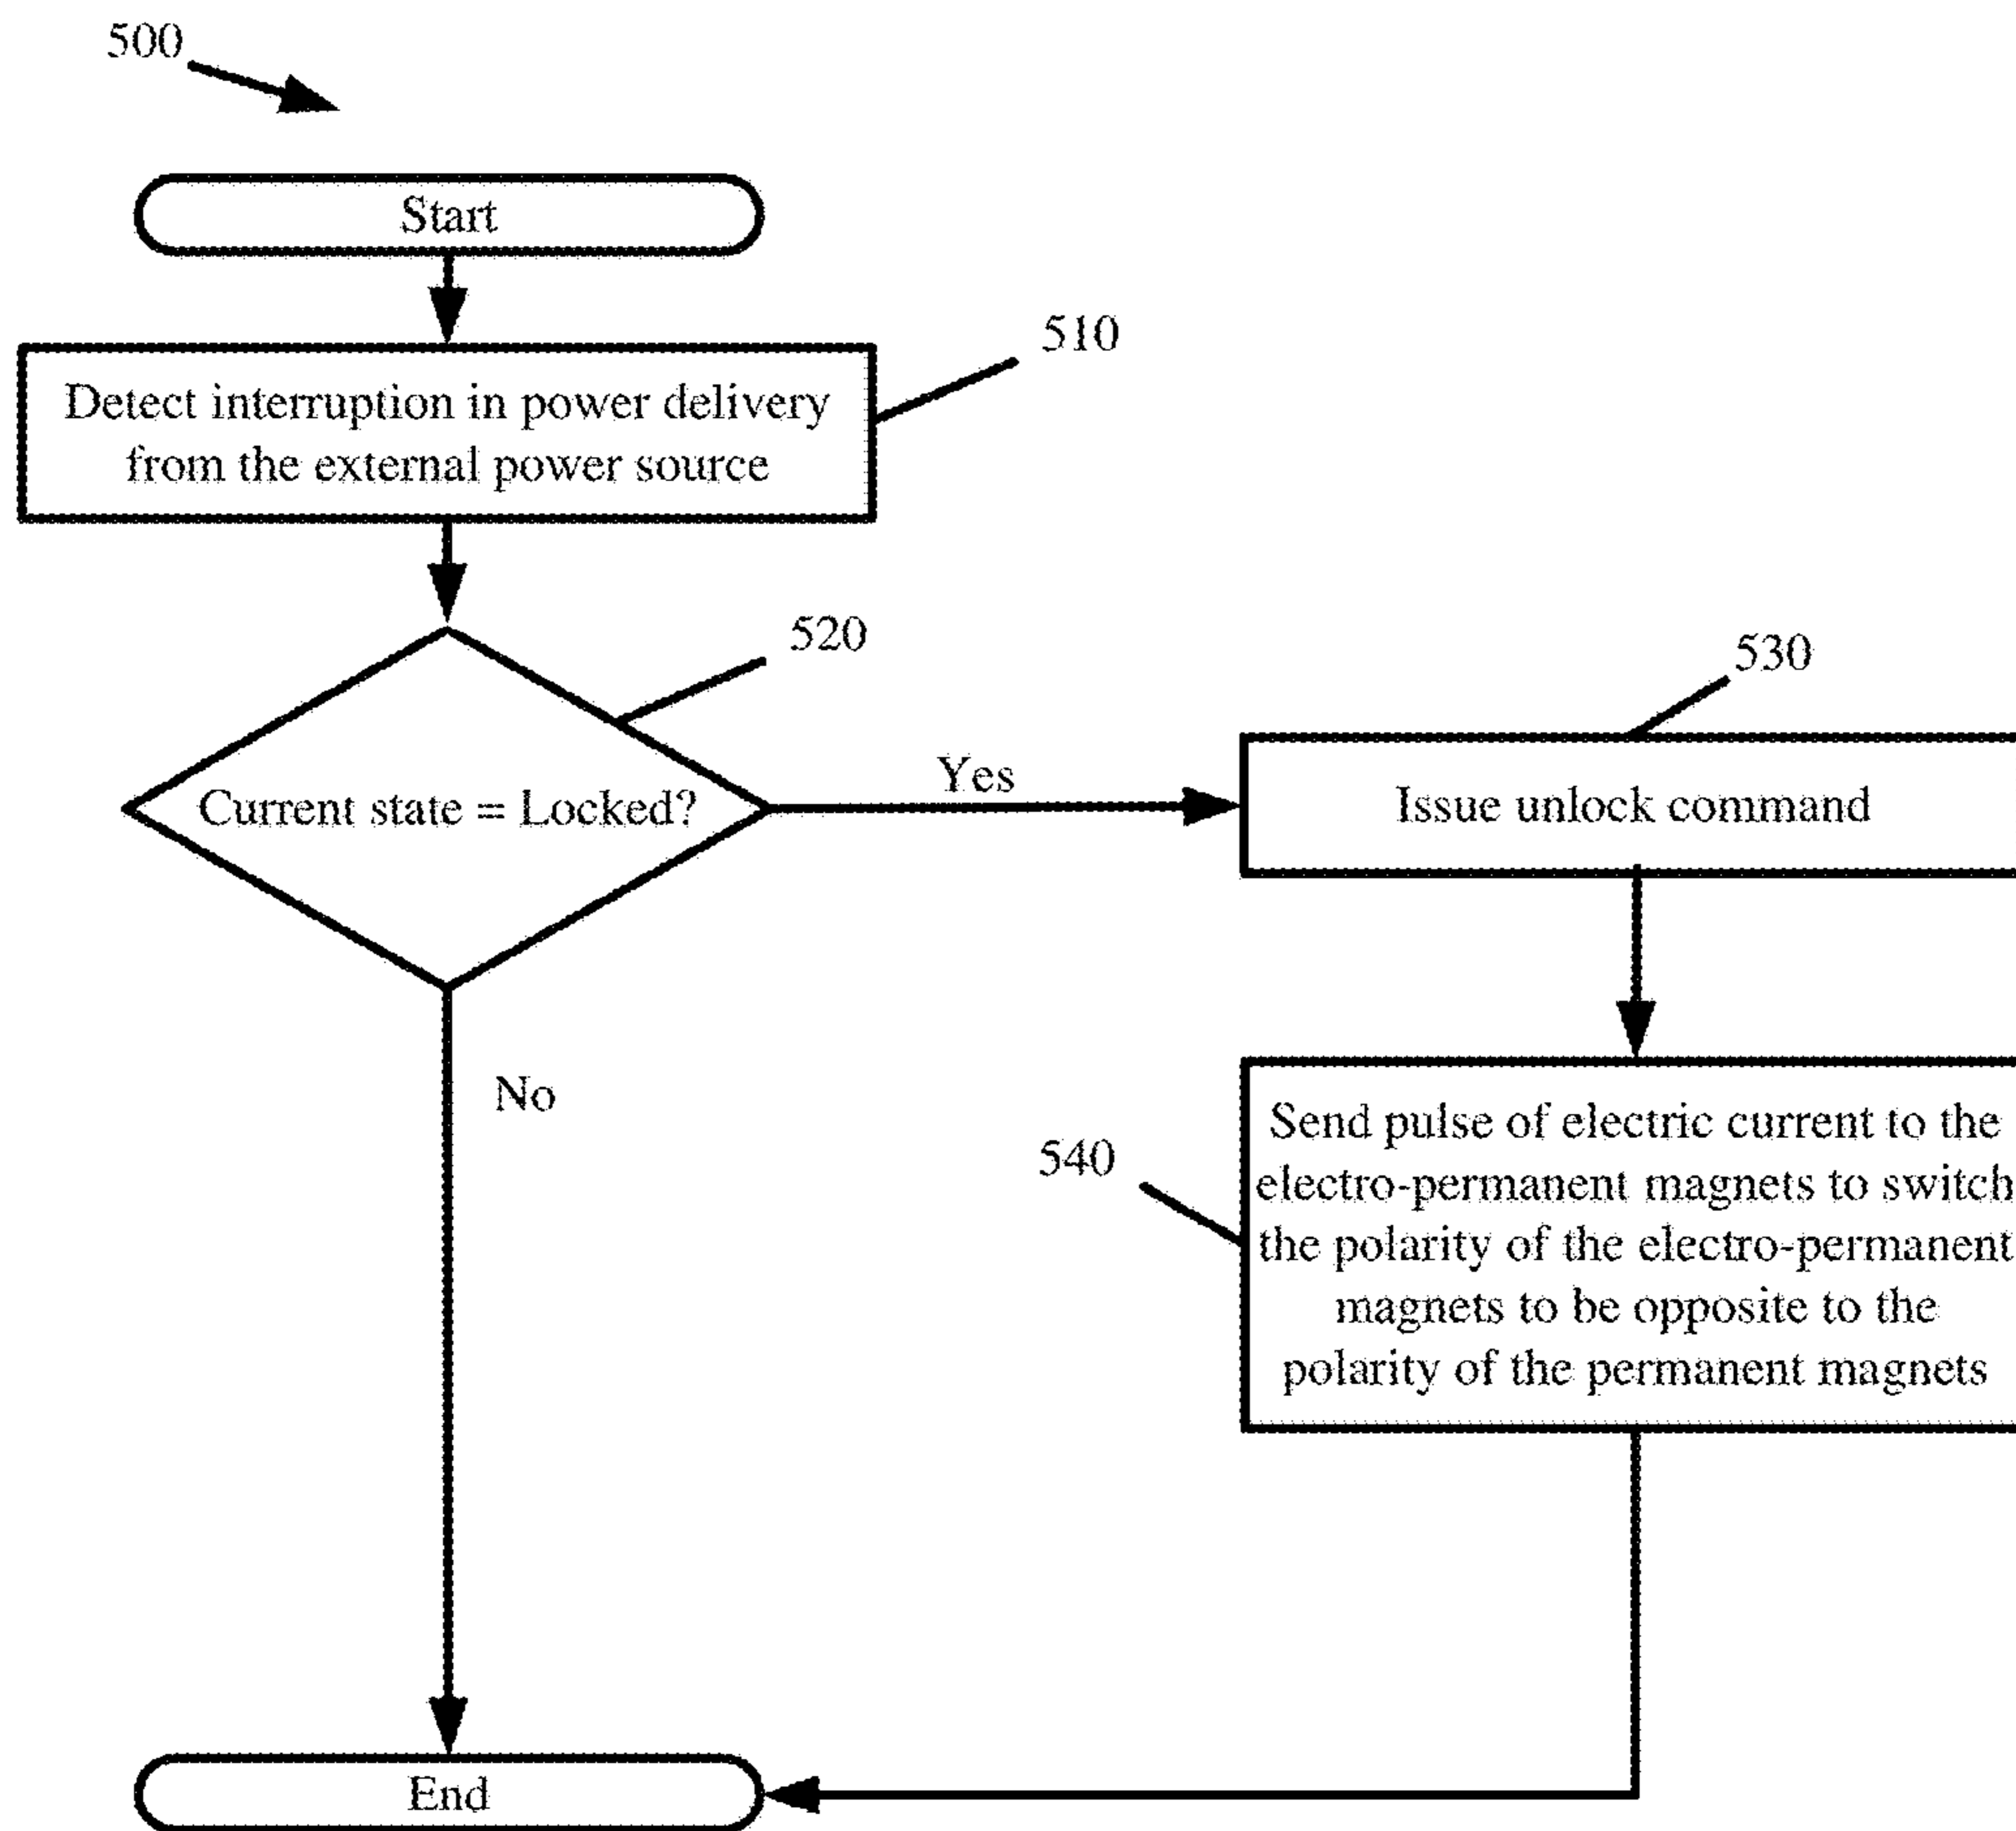 500
Start
510
Detect interruption in power delivery
from the external power source
520
Current state = Locked?
Yes
530
Issue unlock command
No
540
Send pulse of electric current to the
electro-permanent magnets to switch
the polarity of the electro-permanent
magnets to be opposite to the
polarity of the permanent magnets
End